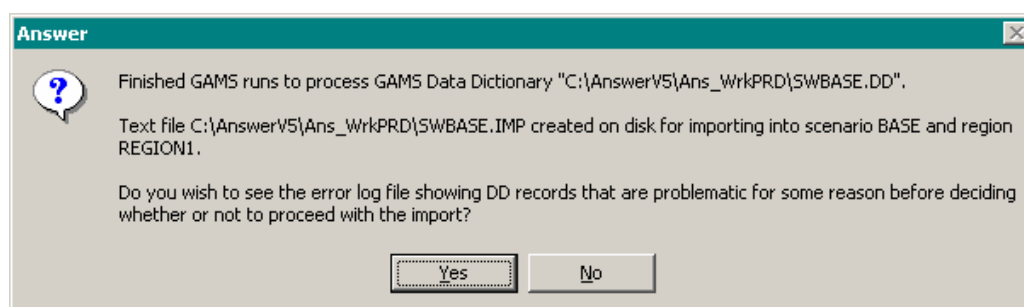 Answer
Finished GAMS runs to process GAMS Data Dictionary "C:\AnswerV5\Ans_WrkPRD\SWBASE.DD".
Text file C:\AnswerV5\Ans_WrkPRD\SWBASE.IMP created on disk for importing into scenario BASE and region
REGION1.
Do you wish to see the error log file showing DD records that are problematic for some reason before deciding
whether or not to proceed with the import?
Yes No